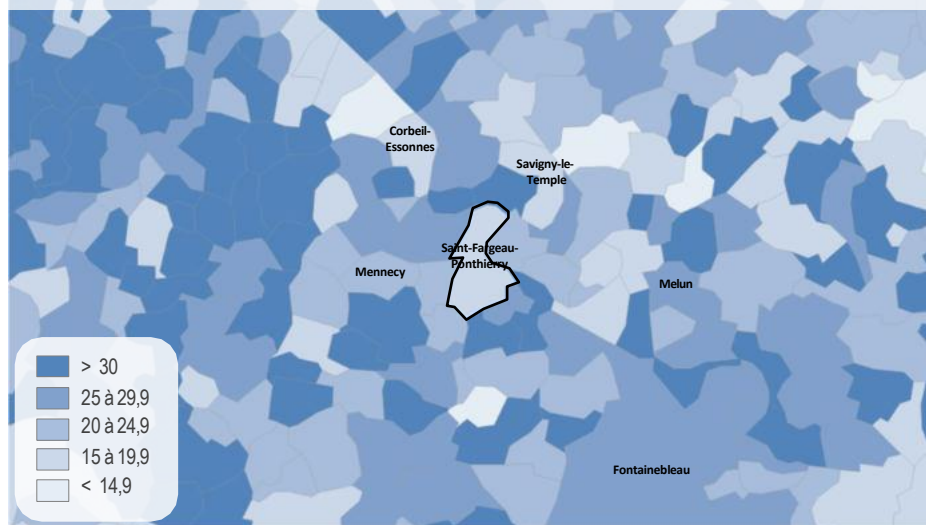 Corbeil-
Essonnes
Savigny-le-
Temple
Saint-Fargeau-
Ponthierry
Mennecy
Melun
> 30
25 à 29,9
20 à 24,9
15 à 19,9
< 14,9
Fontainebleau